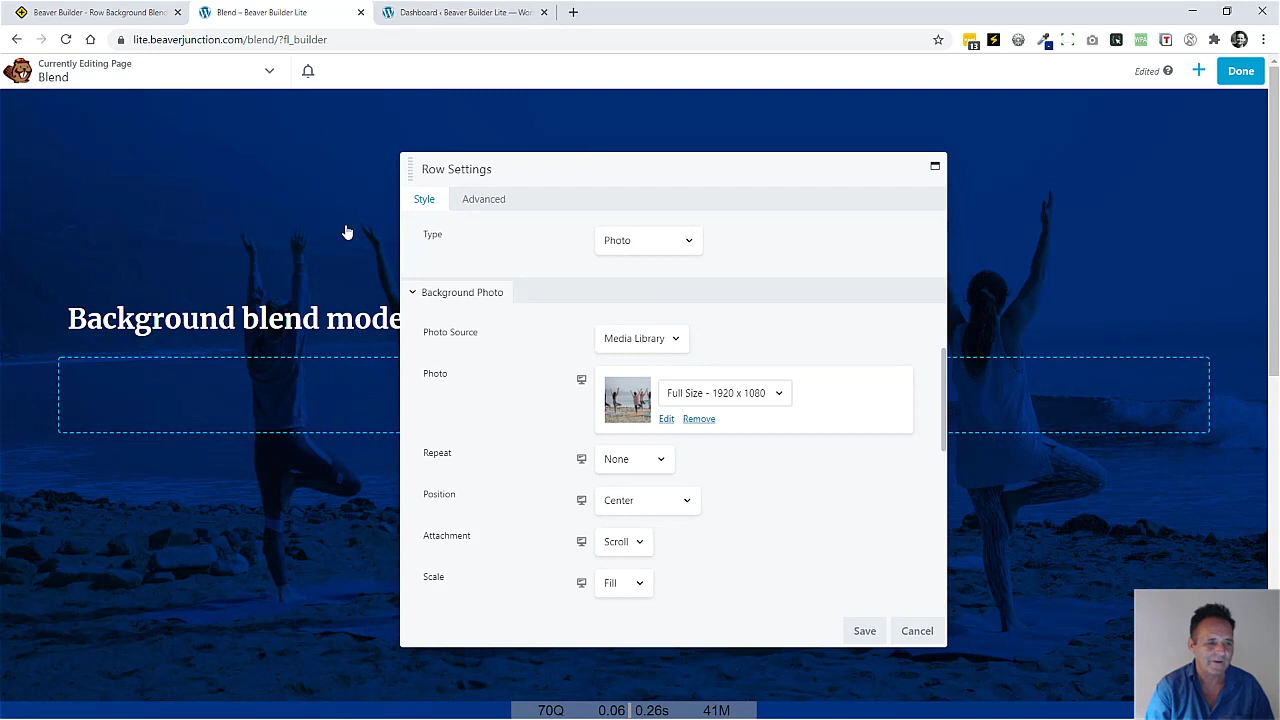 Beaver Builder - Row Background Blend
Blend – Beaver Builder Lite
Dashboard ‹ Beaver Builder Lite — Wor
lite.beaverjunction.com/blend/?fl_builder
13
WPA
T
Currently Editing Page
Blend
Edited
Done
Row Settings
Style
Advanced
Type
Photo
Background Photo
Background blend mode
Photo Source
Media Library
Photo
Full Size - 1920 x 1080
Edit
Remove
Repeat
None
Position
Center
Attachment
Scroll
Scale
Fill
Save
Cancel
70Q
0.06
0.26s
41M